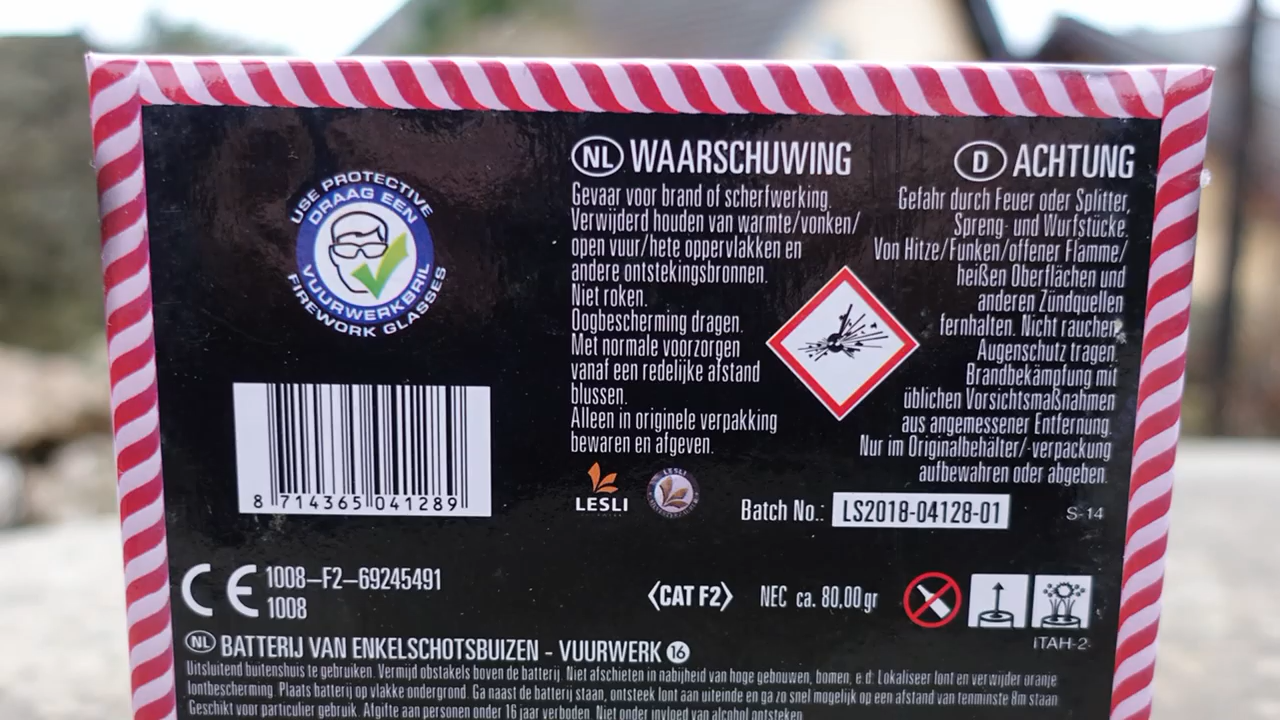 USE PROTECTIVE
DRAAG EEN
VUURWERKBRIL
FIREWORK GLASSES
NL WAARSCHUWING
Gevaar voor brand of scherfwerking.
Verwijderd houden van warmte/vonken/
open vuur/hete oppervlakken en
andere ontstekingsbronnen.
Niet roken.
Oogbescherming dragen.
Met normale voorzorgen
vanaf een redelijke afstand
blussen.
Alleen in originele verpakking
bewaren en afgeven.
D ACHTUNG
Gefahr durch Feuer oder Splitter,
Spreng- und Wurfstücke.
Von Hitze/Funken/offener Flamme/
heißen Oberflächen und
anderen Zündquellen
fernhalten. Nicht rauchen.
Augenschutz tragen.
Brandbekämpfung mit
üblichen Vorsichtsmaßnahmen
aus angemessener Entfernung.
Nur im Originalbehälter/-verpackung
aufbewahren oder abgeben.
8 714365 041289
LESLI
LESLI
Batch No.: LS2018-04128-01
S-14
CE 1008-F2-69245491
1008
CAT F2 NEC ca. 80,00 gr
iTAH-2-
NL BATTERIJ VAN ENKELSCHOTSBUIZEN - VUURWERK 16
Uitsluitend buitenshuis te gebruiken. Vermijd obstakels boven de batterij. Niet afschieten in nabijheid van hoge gebouwen, bomen, e.d. Lokaliseer lont en verwijder oranje
lontbescherming. Plaats batterij op vlakke ondergrond. Ga naast de batterij staan, ontsteek lont aan uiteinde en ga zo snel mogelijk op een afstand van tenminste 8m staan.
Geschikt voor particulier gebruik. Afgifte aan personen onder 16 jaar verboden. Niet onder invloed van alcohol ontsteken.